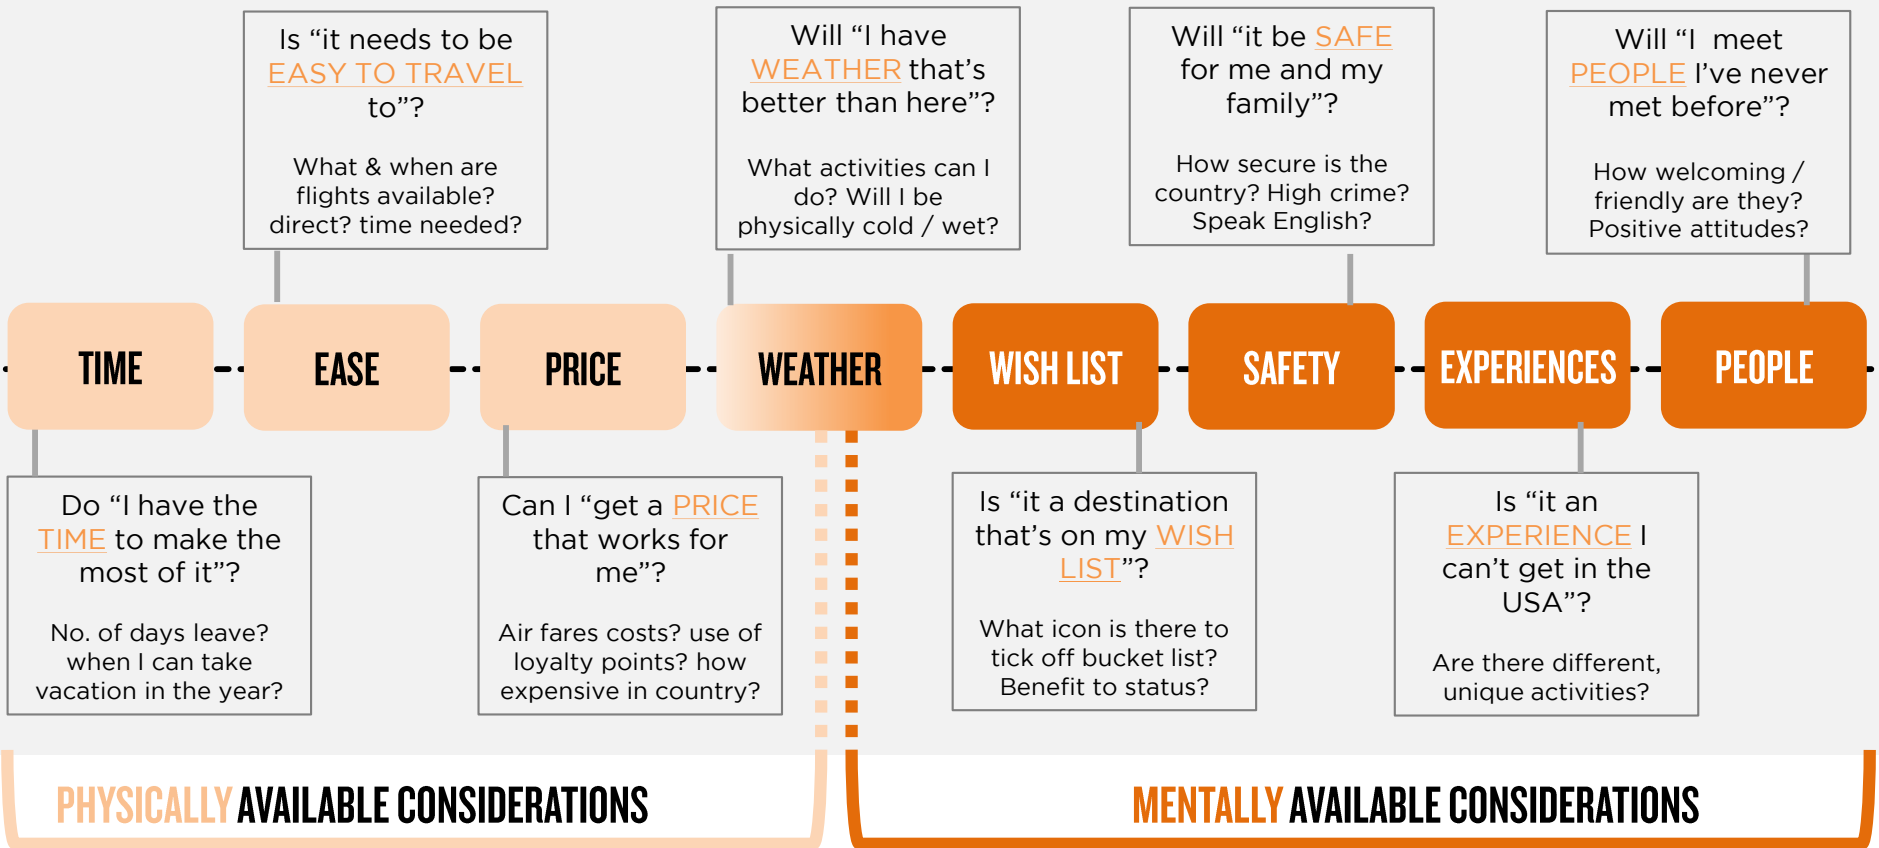 Is “it needs to be
EASY TO TRAVEL
to”?
What & when are
flights available?
direct? time needed?
Will “I have
WEATHER that’s
better than here”?
What activities can I
do? Will I be
physically cold / wet?
Will “it be SAFE
for me and my
family”?
How secure is the
country? High crime?
Speak English?
Will “I  meet
PEOPLE I’ve never
met before”?
How welcoming /
friendly are they?
Positive attitudes?
TIME
EASE
PRICE
WEATHER
WISH LIST
SAFETY
EXPERIENCES
PEOPLE
Do “I have the
TIME to make the
most of it”?
No. of days leave?
when I can take
vacation in the year?
Can I “get a PRICE
that works for
me”?
Air fares costs? use of
loyalty points? how
expensive in country?
Is “it a destination
that’s on my WISH
LIST”?
What icon is there to
tick off bucket list?
Benefit to status?
Is “it an
EXPERIENCE I
can’t get in the
USA”?
Are there different,
unique activities?
PHYSICALLY AVAILABLE CONSIDERATIONS
MENTALLY AVAILABLE CONSIDERATIONS